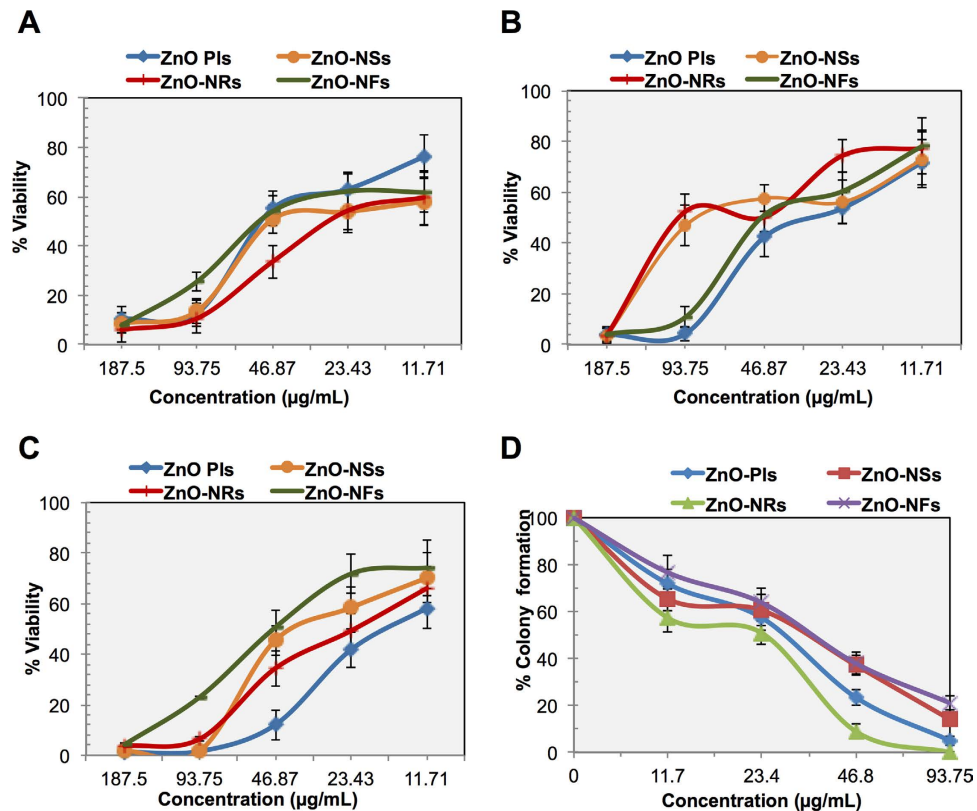 A
ZnO PIs ZnO-NSs
ZnO-NRs ZnO-NFs
100
80
60
40
20
0
% Viability
187.5 93.75 46.87 23.43 11.71
Concentration (µg/mL)
B
ZnO PIs ZnO-NSs
ZnO-NRs ZnO-NFs
100
80
60
40
20
0
% Viability
187.5 93.75 46.87 23.43 11.71
Concentration (µg/mL)
C
ZnO PIs ZnO-NSs
ZnO-NRs ZnO-NFs
100
80
60
40
20
0
% Viability
187.5 93.75 46.87 23.43 11.71
Concentration (µg/mL)
D
ZnO-PIs ZnO-NSs
ZnO-NRs ZnO-NFs
100
80
60
40
20
0
% Colony formation
0 11.7 23.4 46.8 93.75
Concentration (µg/mL)